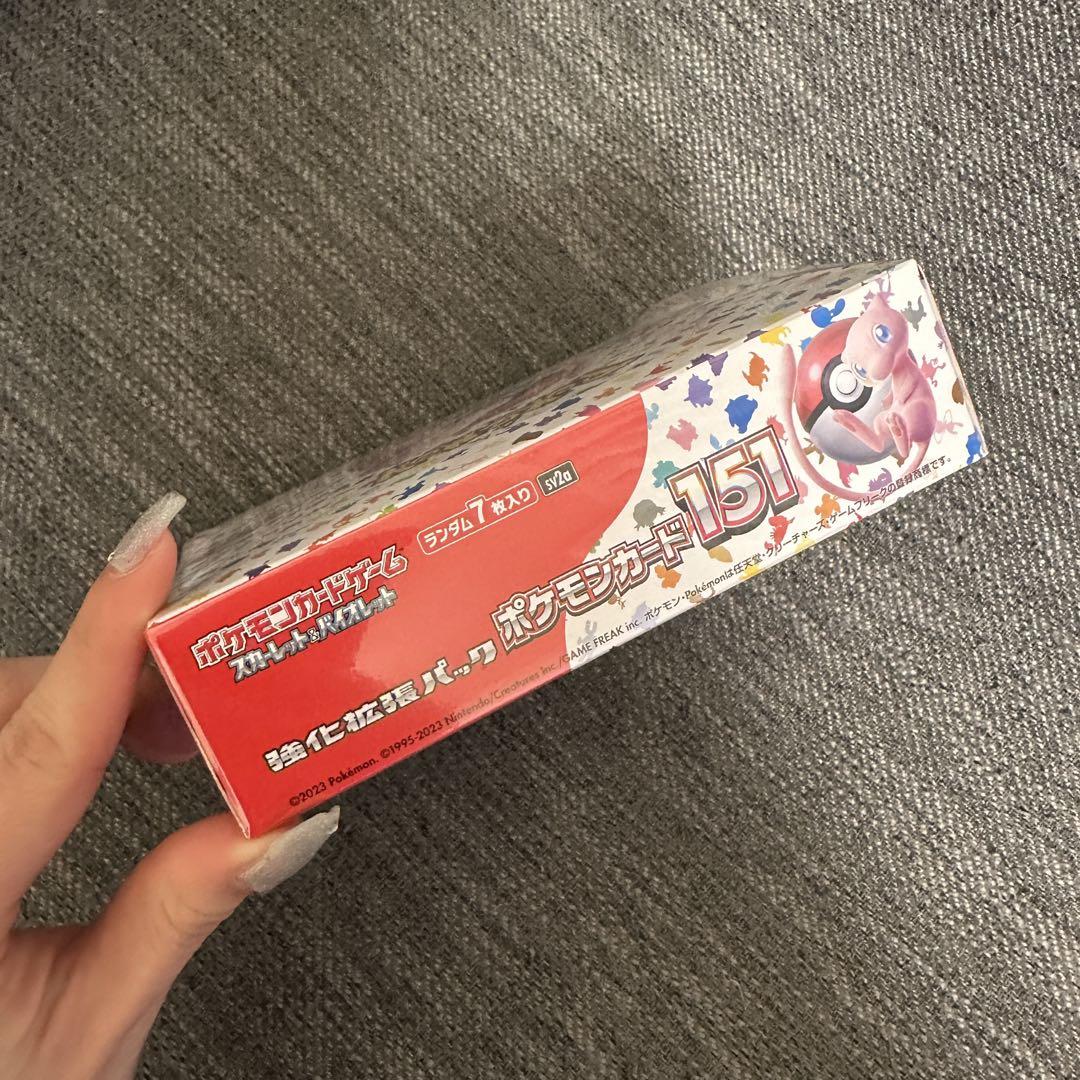 ポケモンカードゲーム
スカーレット&バイオレット
ランダム7枚入り
sv2a
強化拡張パック ポケモンカード151
©2023 Pokémon. ©1995-2023 Nintendo/Creatures inc./GAME FREAK inc. ポケモン・Pokémonは任天堂・クリーチャーズ・ゲームフリークの登録商標です。